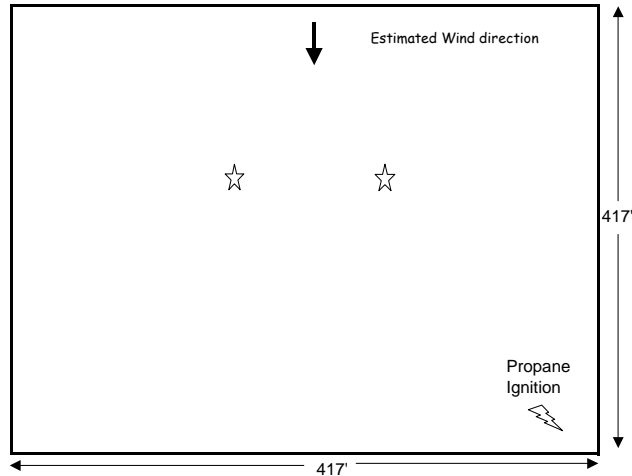 Estimated Wind direction
417'
Propane
Ignition
417'